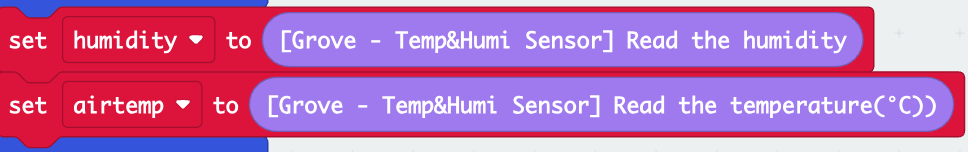 set humidity to [Grove - Temp&Humi Sensor] Read the humidity
set airtemp to [Grove - Temp&Humi Sensor] Read the temperature(°C))